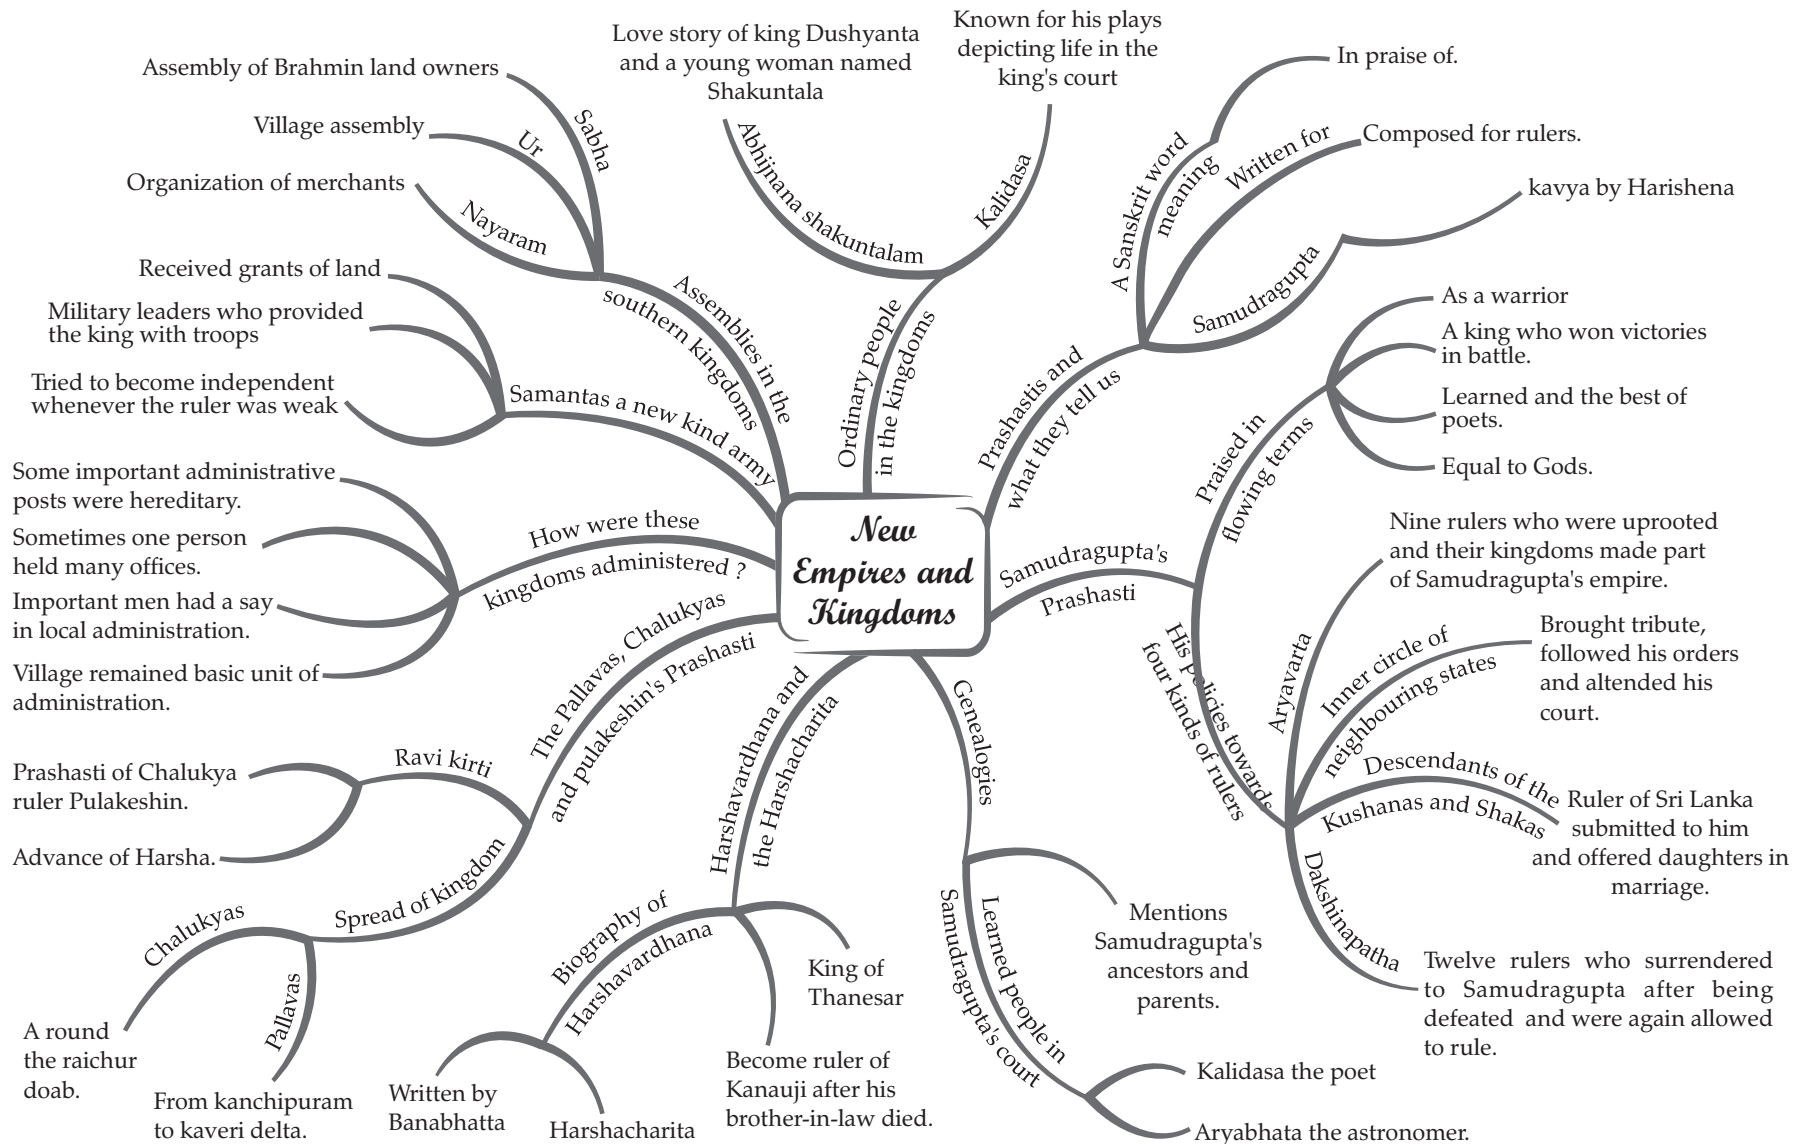 New
Empires and
Kingdoms
Assemblies in the
southern kingdoms
Sabha
Assembly of Brahmin land owners
Ur
Village assembly
Nayaram
Organization of merchants
Samantas a new kind army
Received grants of land
Military leaders who provided
the king with troops
Tried to become independent
whenever the ruler was weak
How were these
kingdoms administered ?
Some important administrative
posts were hereditary.
Sometimes one person
held many offices.
Important men had a say
in local administration.
Village remained basic unit of
administration.
The Pallavas, Chalukyas
and pulakeshin's Prashasti
Ravi kirti
Prashasti of Chalukya
ruler Pulakeshin.
Advance of Harsha.
Spread of kingdom
Chalukyas
A round
the raichur
doab.
Pallavas
From kanchipuram
to kaveri delta.
Harshavardhana and
the Harshacharita
Biography of
Harshavardhana
Written by
Banabhatta
Harshacharita
King of
Thanesar
Become ruler of
Kanauji after his
brother-in-law died.
Genealogies
Mentions
Samudragupta's
ancestors and
parents.
Learned people in
Samudragupta's court
Kalidasa the poet
Aryabhata the astronomer.
Samudragupta's
Prashasti
Praised in
flowing terms
As a warrior
A king who won victories
in battle.
Learned and the best of
poets.
Equal to Gods.
His policies towards
four kinds of rulers
Aryavarta
Nine rulers who were uprooted
and their kingdoms made part
of Samudragupta's empire.
Inner circle of
neighbouring states
Brought tribute,
followed his orders
and altended his
court.
Descendants of the
Kushanas and Shakas
Ruler of Sri Lanka
submitted to him
and offered daughters in
marriage.
Dakshinapatha
Twelve rulers who surrendered
to Samudragupta after being
defeated and were again allowed
to rule.
Prashastis and
what they tell us
A Sanskrit word
meaning
In praise of.
Written for
Composed for rulers.
Samudragupta
kavya by Harishena
Ordinary people
in the kingdoms
Abhijnana shakuntalam
Love story of king Dushyanta
and a young woman named
Shakuntala
Kalidasa
Known for his plays
depicting life in the
king's court